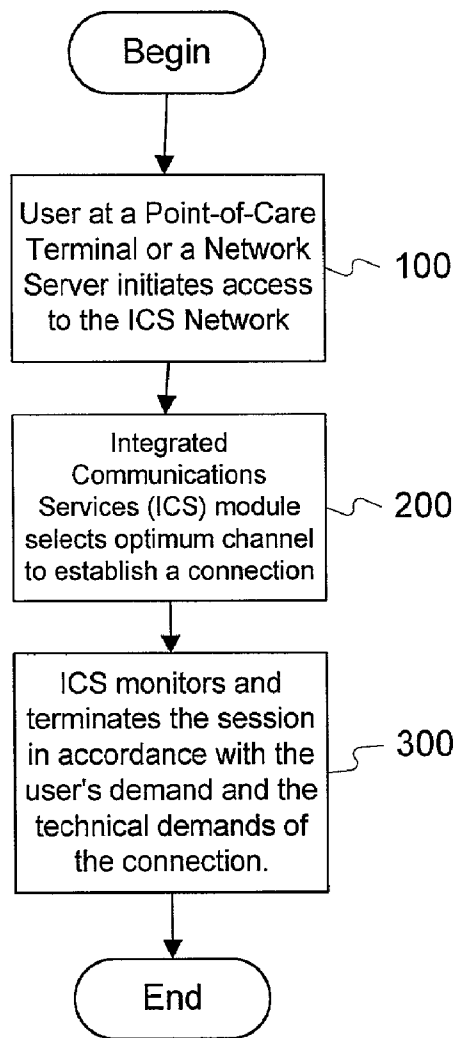 Begin
User at a Point-of-Care
Terminal or a Network
Server initiates access
to the ICS Network
100
Integrated
Communications
Services (ICS) module
selects optimum channel
to establish a connection
200
ICS monitors and
terminates the session
in accordance with the
user's demand and the
technical demands of
the connection.
300
End